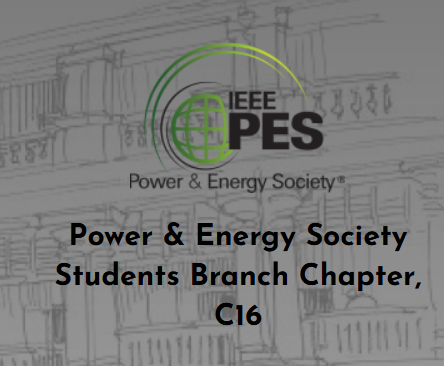 IEEE
PES
Power & Energy Society®
Power & Energy Society
Students Branch Chapter,
C16